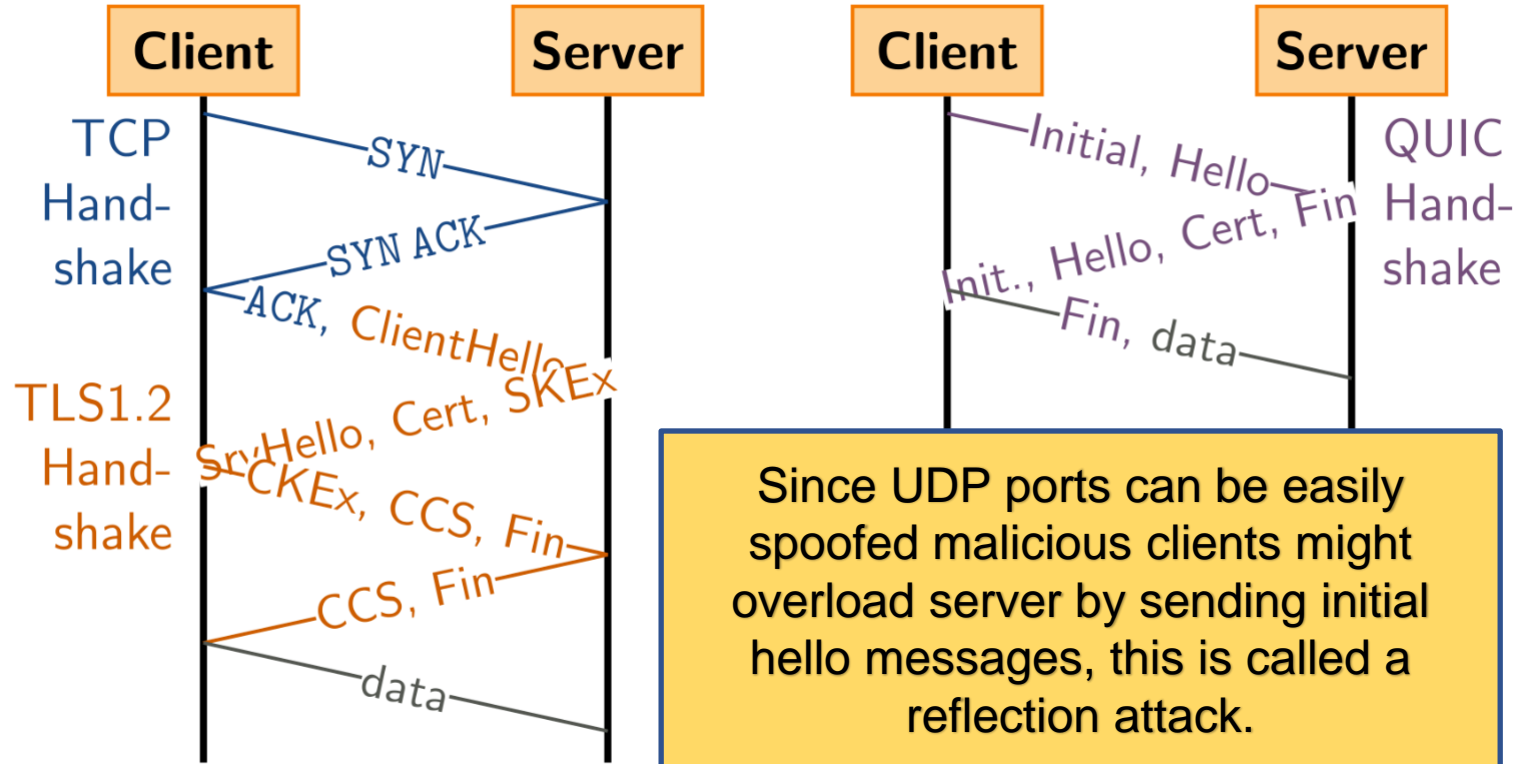 Client
Server
TCP
Hand-
shake
SYN
SYN ACK
ACK, ClientHello
TLS1.2
Hand-
shake
SrvHello, Cert, SKEx
CKEx, CCS, Fin
CCS, Fin
data
Client
Server
QUIC
Hand-
shake
Initial, Hello
Init., Hello, Cert, Fin
Fin, data
Since UDP ports can be easily
spoofed malicious clients might
overload server by sending initial
hello messages, this is called a
reflection attack.